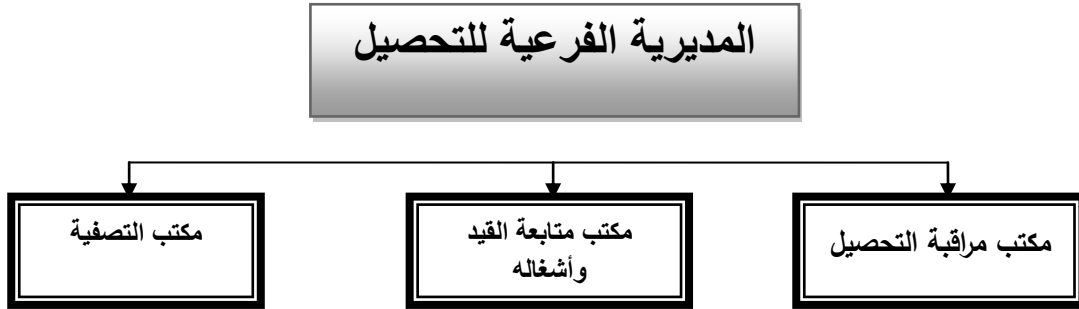 المديرية الفرعية للتحصيل
مكتب مراقبة التحصيل
مكتب متابعة القيد
وأشغاله
مكتب التصفية